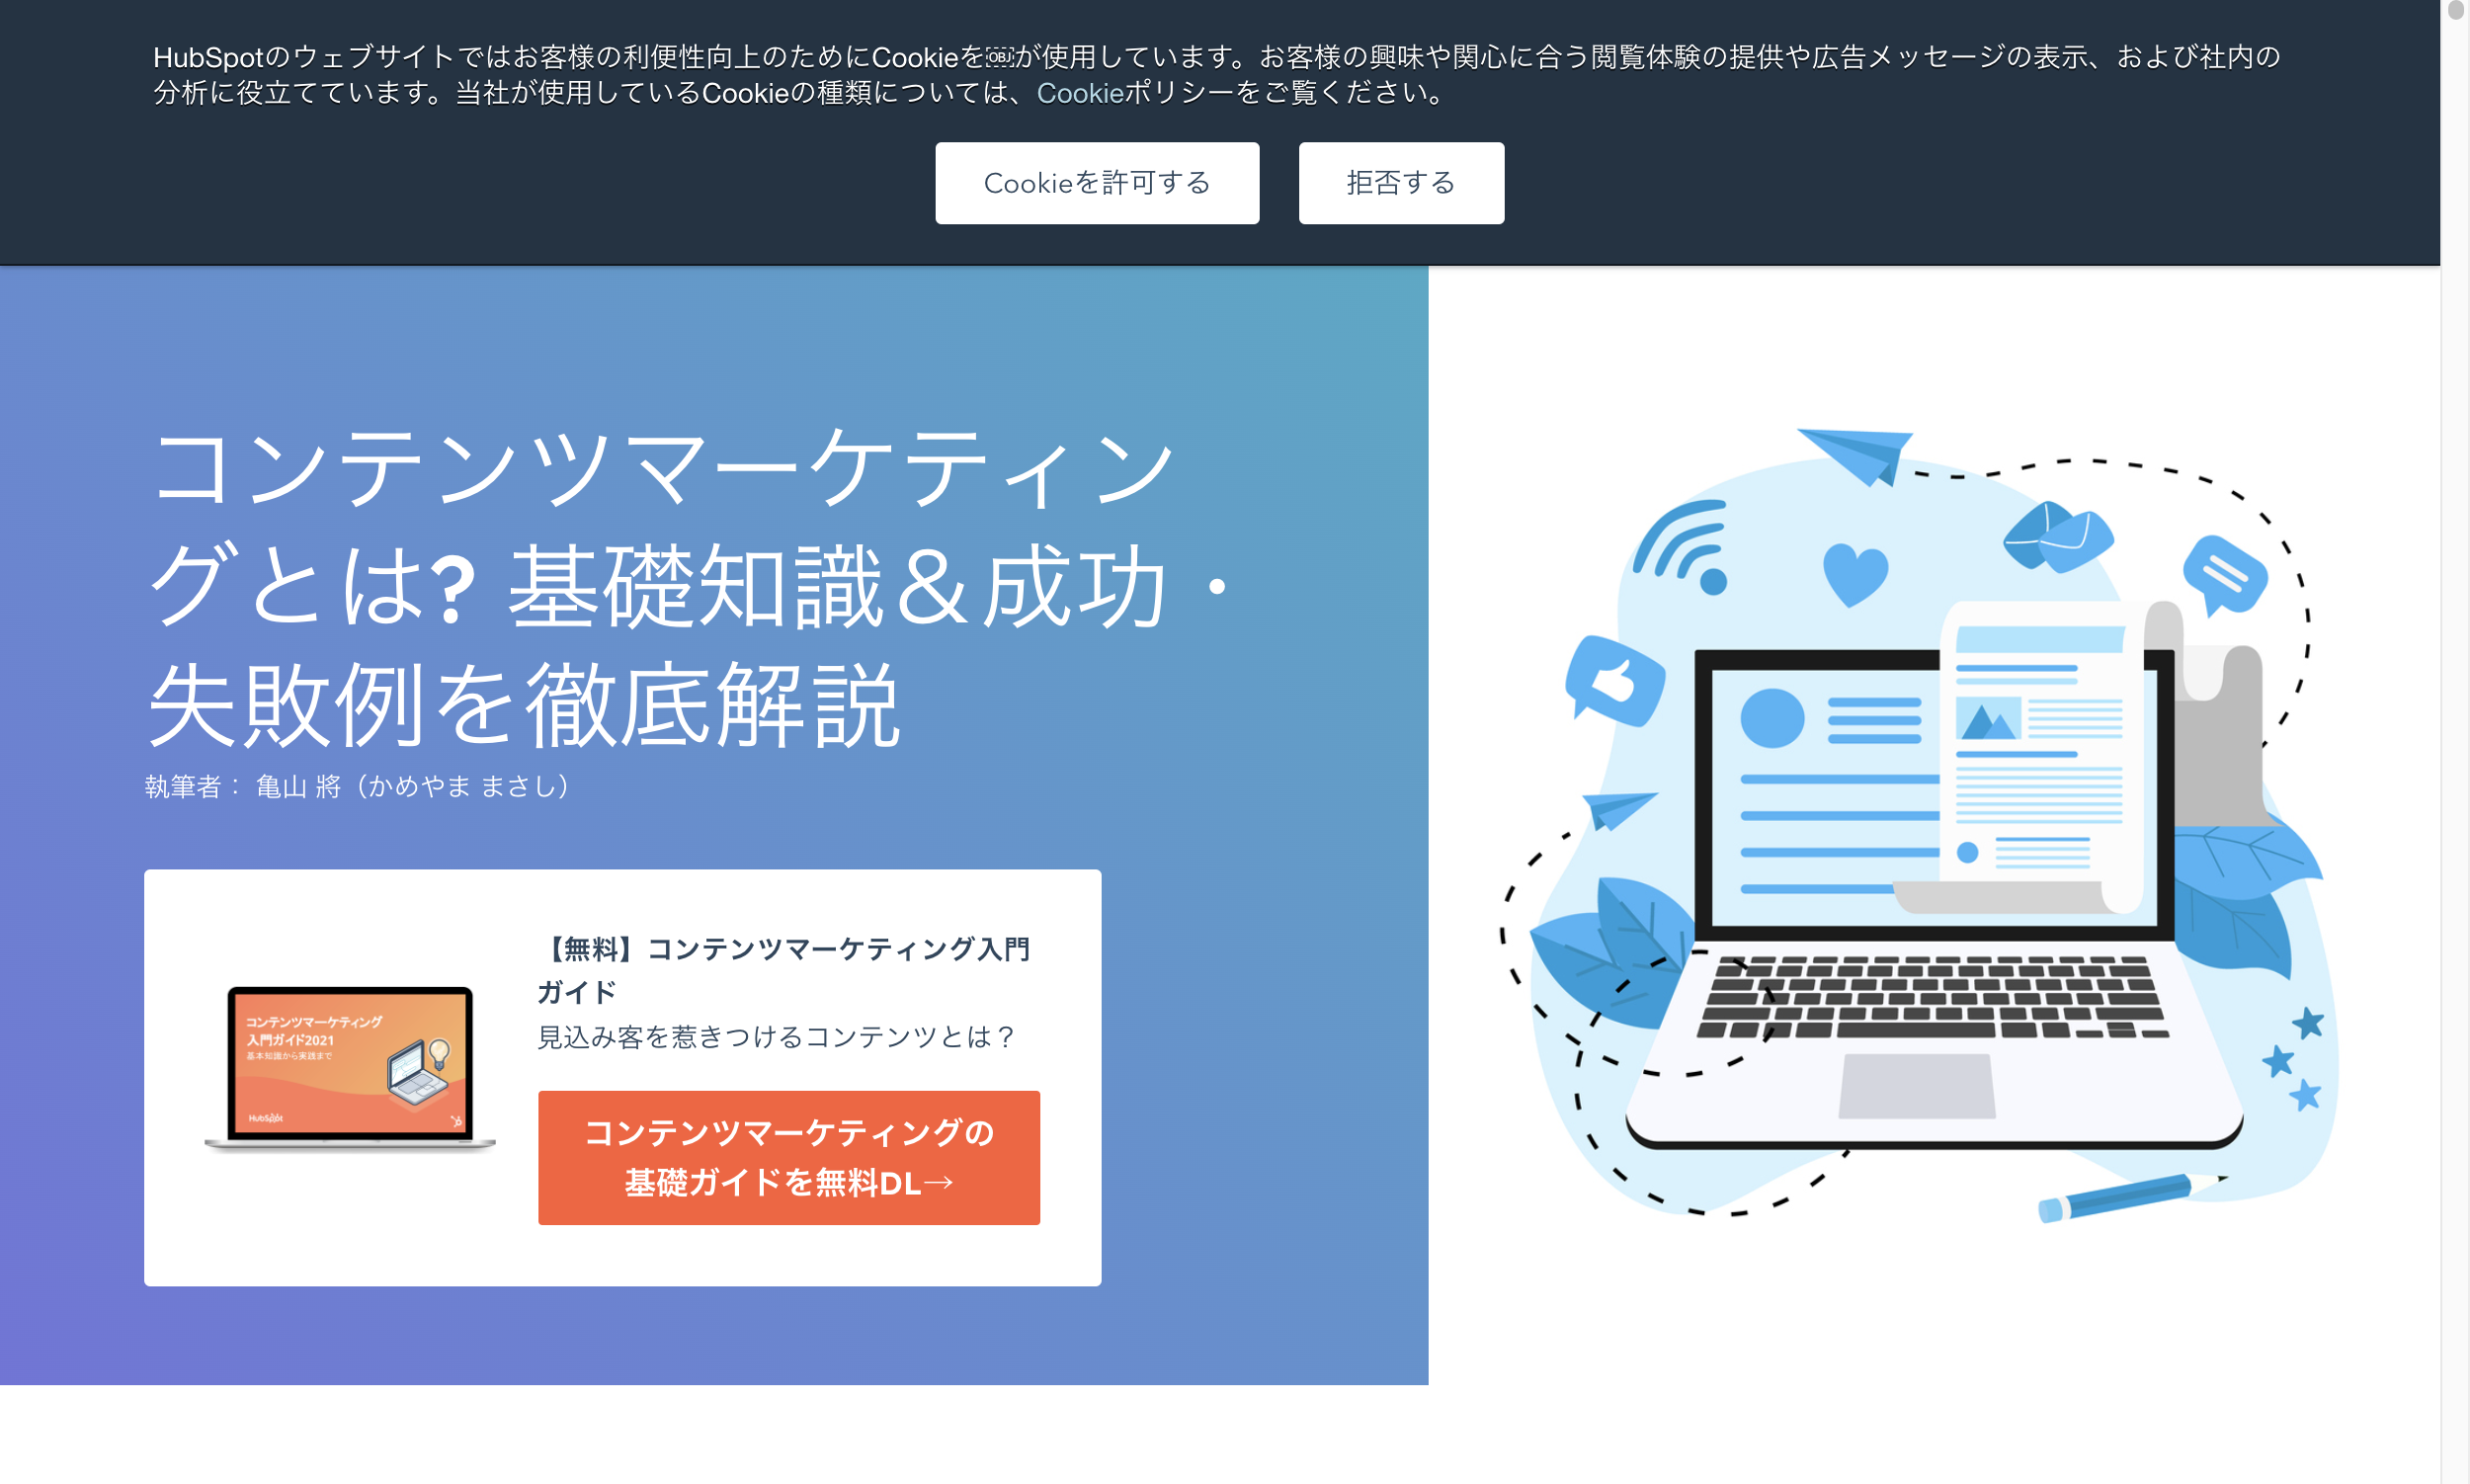 HubSpotのウェブサイトではお客様の利便性向上のためにCookieを￼が使用しています。お客様の興味や関心に合う閲覧体験の提供や広告メッセージの表示、および社内の
分析に役立てています。当社が使用しているCookieの種類については、Cookieポリシーをご覧ください。
Cookieを許可する
拒否する
コンテンツマーケティン
グとは? 基礎知識＆成功・
失敗例を徹底解説
執筆者： 亀山 將（かめやま まさし）
【無料】コンテンツマーケティング入門
ガイド
見込み客を惹きつけるコンテンツとは？
コンテンツマーケティング
入門ガイド2021
基本知識から実践まで
HubSpot
コンテンツマーケティングの
基礎ガイドを無料DL→